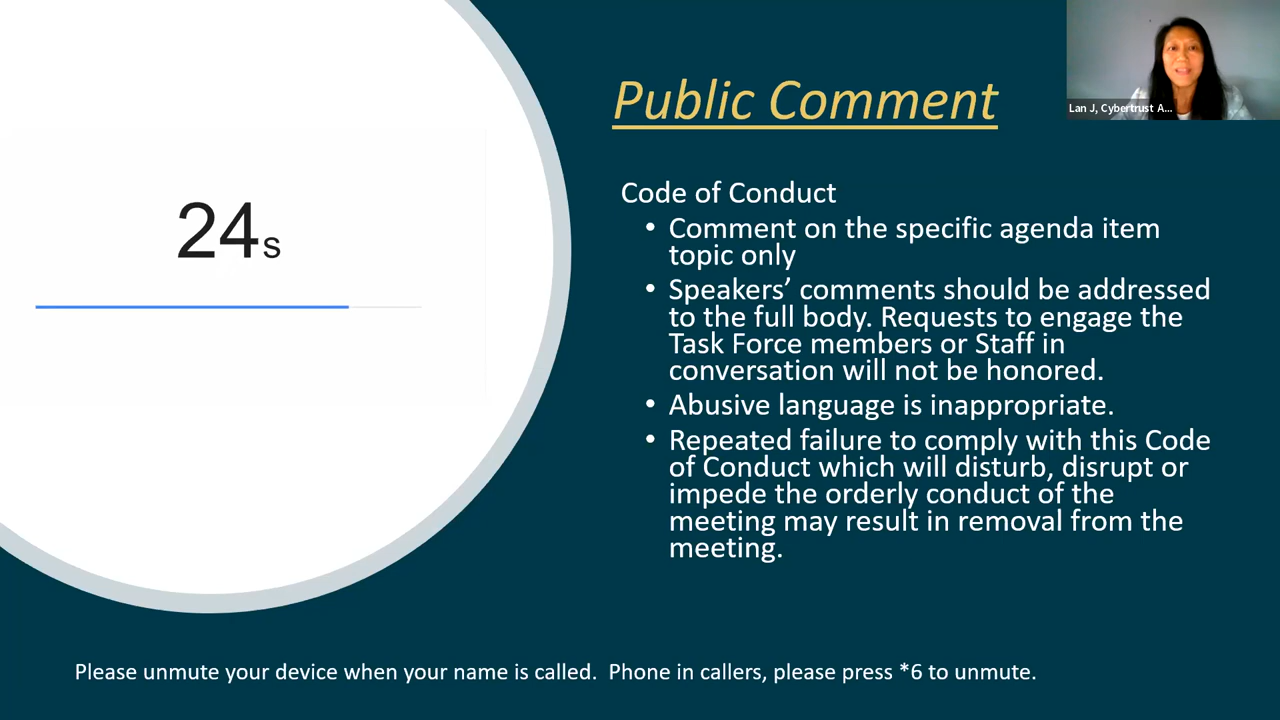 Public Comment
Lan J, Cybertrust A...
24s
Code of Conduct
• Comment on the specific agenda item
topic only
• Speakers’ comments should be addressed
to the full body. Requests to engage the
Task Force members or Staff in
conversation will not be honored.
• Abusive language is inappropriate.
• Repeated failure to comply with this Code
of Conduct which will disturb, disrupt or
impede the orderly conduct of the
meeting may result in removal from the
meeting.
Please unmute your device when your name is called.  Phone in callers, please press *6 to unmute.